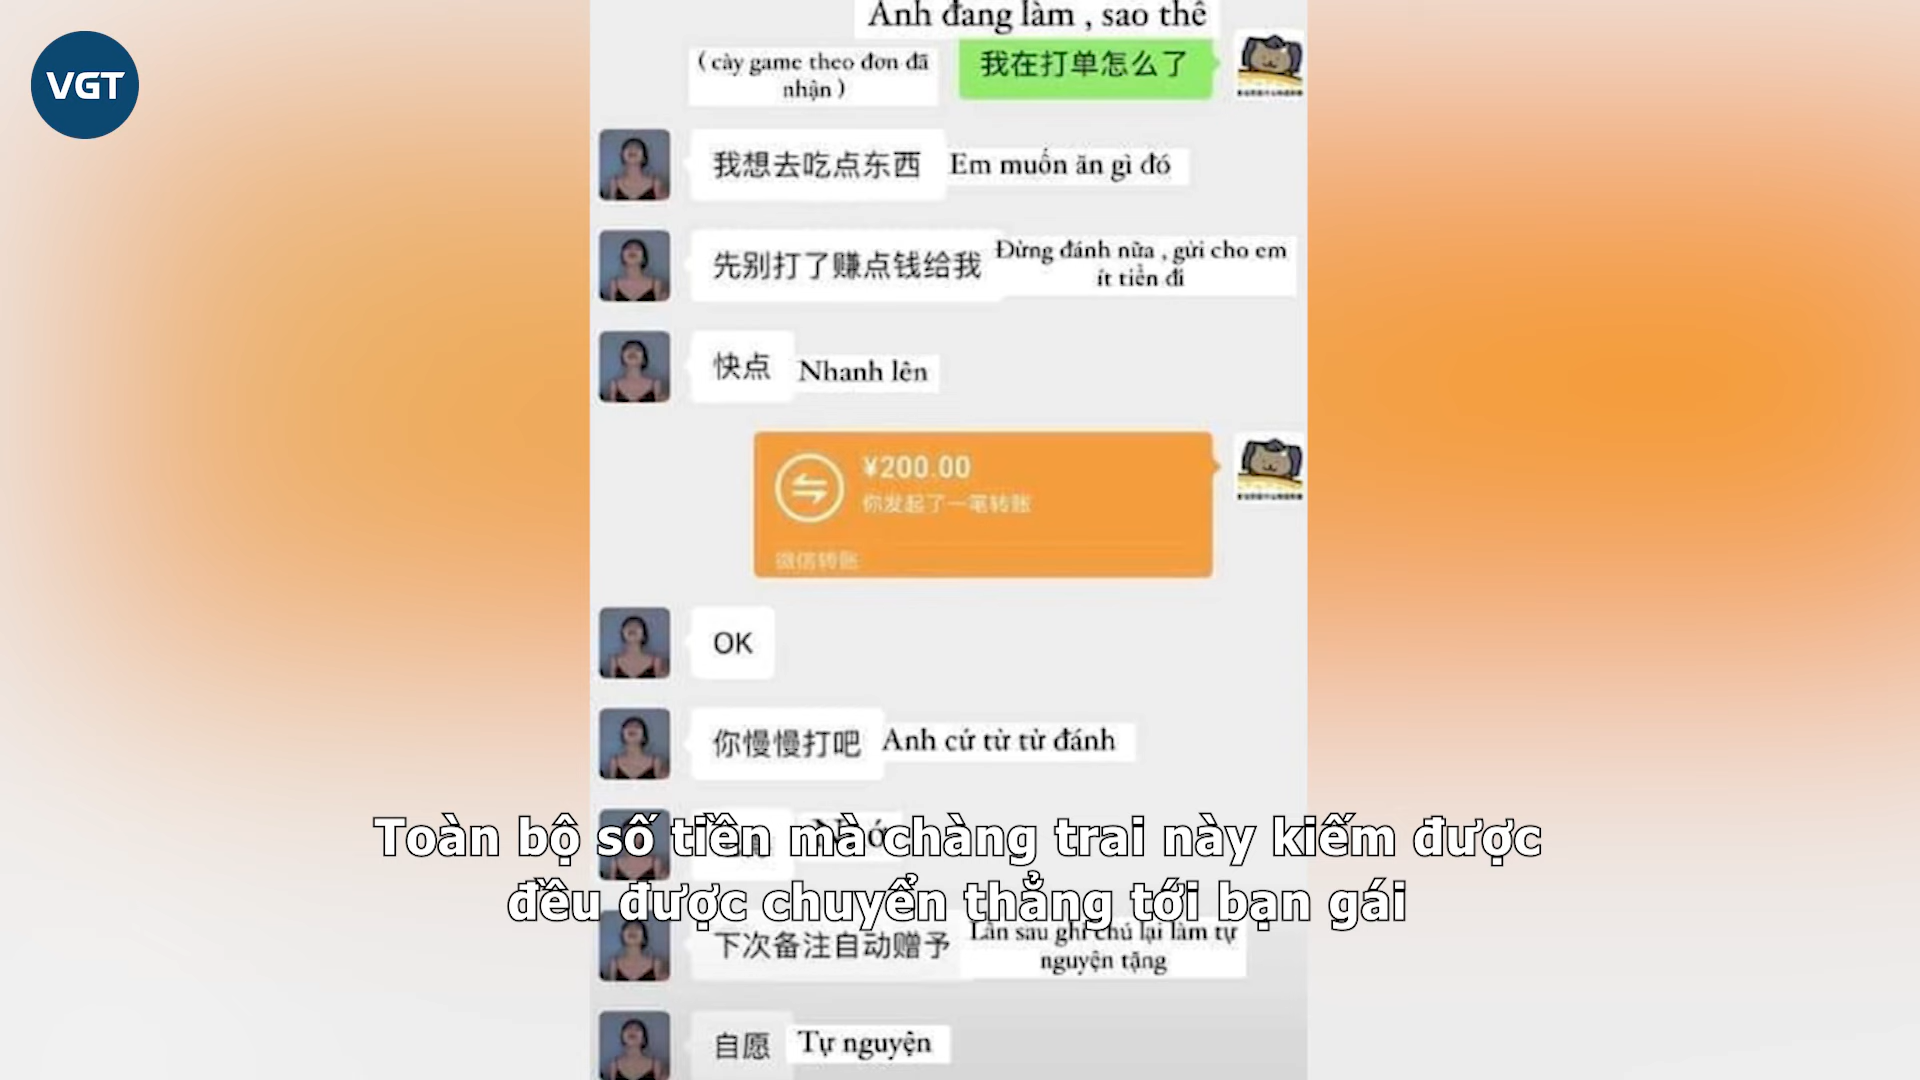 VGT
Anh đang làm , sao thế
( cày game theo đơn đã
nhận )
我在打单怎么了
我想去吃点东西
Em muốn ăn gì đó
先别打了赚点钱给我
Đừng đánh nữa , gửi cho em
ít tiền đi
快点
Nhanh lên
¥200.00
你发起了一笔转账
微信转账
OK
你慢慢打吧
Anh cứ từ từ đánh
Toàn bộ số tiền mà chàng trai này kiếm được
đều được chuyển thẳng tới bạn gái
下次备注自动赠予
Lần sau ghi chú lại làm tự
nguyện tặng
自愿
Tự nguyện